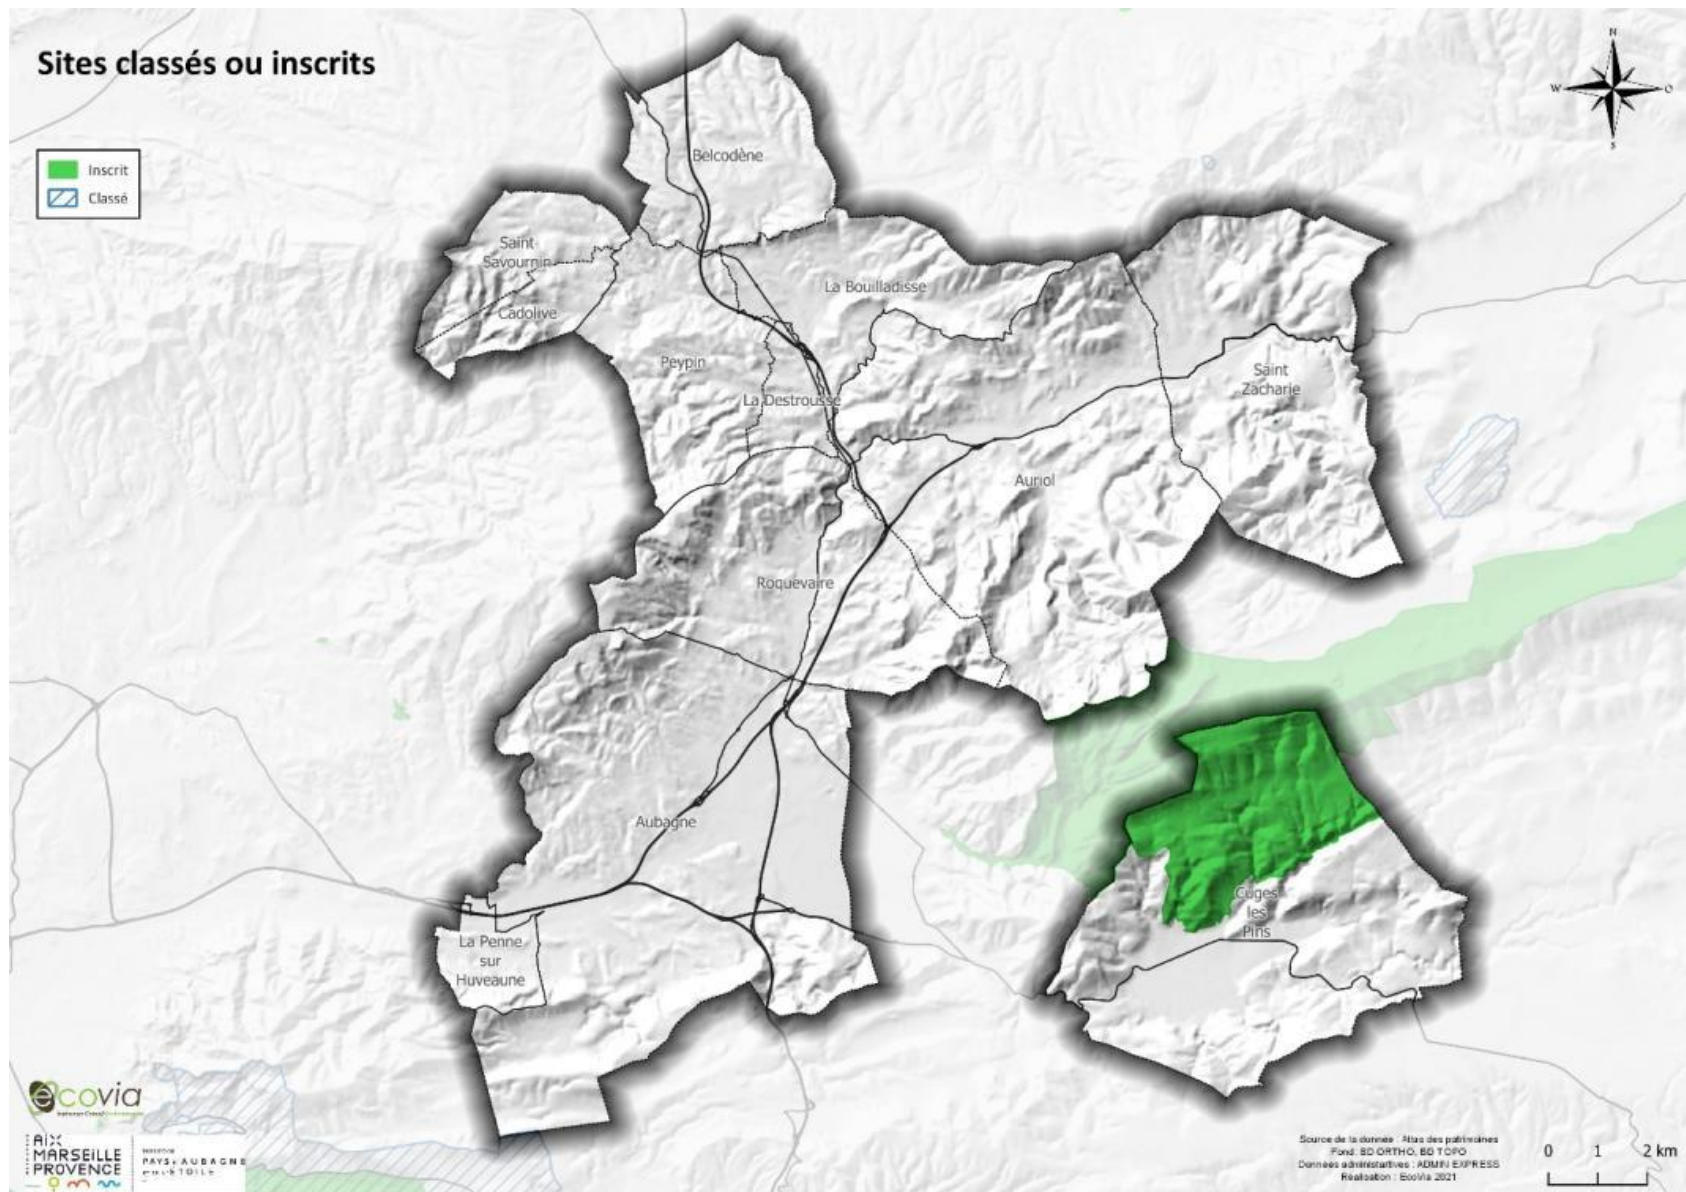 Sites classés ou inscrits
N
W
O
S
Inscrit
Classé
Belcodène
Saint
Savournin
Cadolive
La Bouilladisse
Peypin
La Destrousse
Saint
Zacharie
Auriol
Roquevaire
Aubagne
Cuges
les
Pins
La Penne
sur
Huveaune
ecovia
AIX
MARSEILLE
PROVENCE
PAYS D'AUBAGNE
Source de la donnée : Atlas des patrimoines
Fond: BD ORTHO, BD TOPO
Données administartives : ADMIN EXPRESS
Réalisation : EcoVia 2021
0 1 2 km